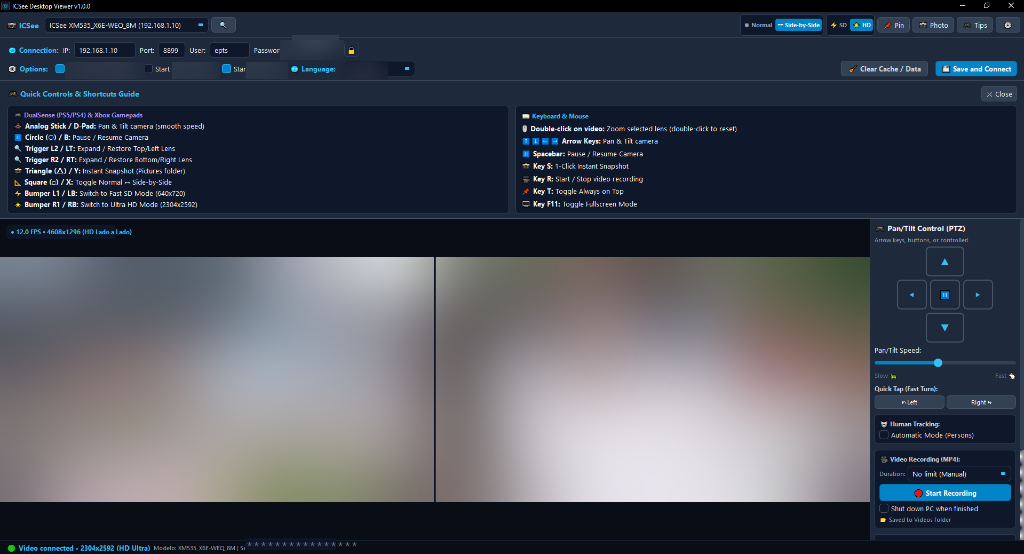 ICSee Desktop Viewer v1.0.0
ICSee
ICSee XM535_X6E-WEQ_8M (192.168.1.10)
Normal
Side-by-Side
SD
HD
Pin
Photo
Tips
Connection: IP: 192.168.1.10 Port: 8899 User: epts Passwor
Options: Start Star Language:
Clear Cache / Data
Save and Connect
Quick Controls & Shortcuts Guide
Close
DualSense (PS5/PS4) & Xbox Gamepads
Analog Stick / D-Pad: Pan & Tilt camera (smooth speed)
Circle (○) / B: Pause / Resume Camera
Trigger L2 / LT: Expand / Restore Top/Left Lens
Trigger R2 / RT: Expand / Restore Bottom/Right Lens
Triangle (△) / Y: Instant Snapshot (Pictures folder)
Square (□) / X: Toggle Normal ↔ Side-by-Side
Bumper L1 / LB: Switch to Fast SD Mode (640x720)
Bumper R1 / RB: Switch to Ultra HD Mode (2304x2592)
Keyboard & Mouse
Double-click on video: Zoom selected lens (double-click to reset)
Arrow Keys: Pan & Tilt camera
Spacebar: Pause / Resume Camera
Key S: 1-Click Instant Snapshot
Key R: Start / Stop video recording
Key T: Toggle Always on Top
Key F11: Toggle Fullscreen Mode
• 12.0 FPS • 4608x1296 (HD Lado a Lado)
Pan/Tilt Control (PTZ)
Arrow keys, buttons, or controlled
Pan/Tilt Speed:
Slow
Fast
Quick Tap (Fast Turn):
Left
Right
Human Tracking:
Automatic Mode (Persons)
Video Recording (MP4):
Duration: No limit (Manual)
Start Recording
Shut down PC when finished
Saved to Videos folder
Video connected • 2304x2592 (HD Ultra) Modelo: XM535_X6E-WEQ_8M |